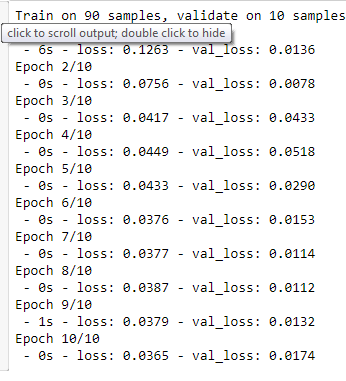 Train on 90 samples, validate on 10 samples
click to scroll output; double click to hide
- 6s - loss: 0.1263 - val_loss: 0.0136
Epoch 2/10
- 0s - loss: 0.0756 - val_loss: 0.0078
Epoch 3/10
- 0s - loss: 0.0417 - val_loss: 0.0433
Epoch 4/10
- 0s - loss: 0.0449 - val_loss: 0.0518
Epoch 5/10
- 0s - loss: 0.0433 - val_loss: 0.0290
Epoch 6/10
- 0s - loss: 0.0376 - val_loss: 0.0153
Epoch 7/10
- 0s - loss: 0.0377 - val_loss: 0.0114
Epoch 8/10
- 0s - loss: 0.0387 - val_loss: 0.0112
Epoch 9/10
- 1s - loss: 0.0379 - val_loss: 0.0132
Epoch 10/10
- 0s - loss: 0.0365 - val_loss: 0.0174